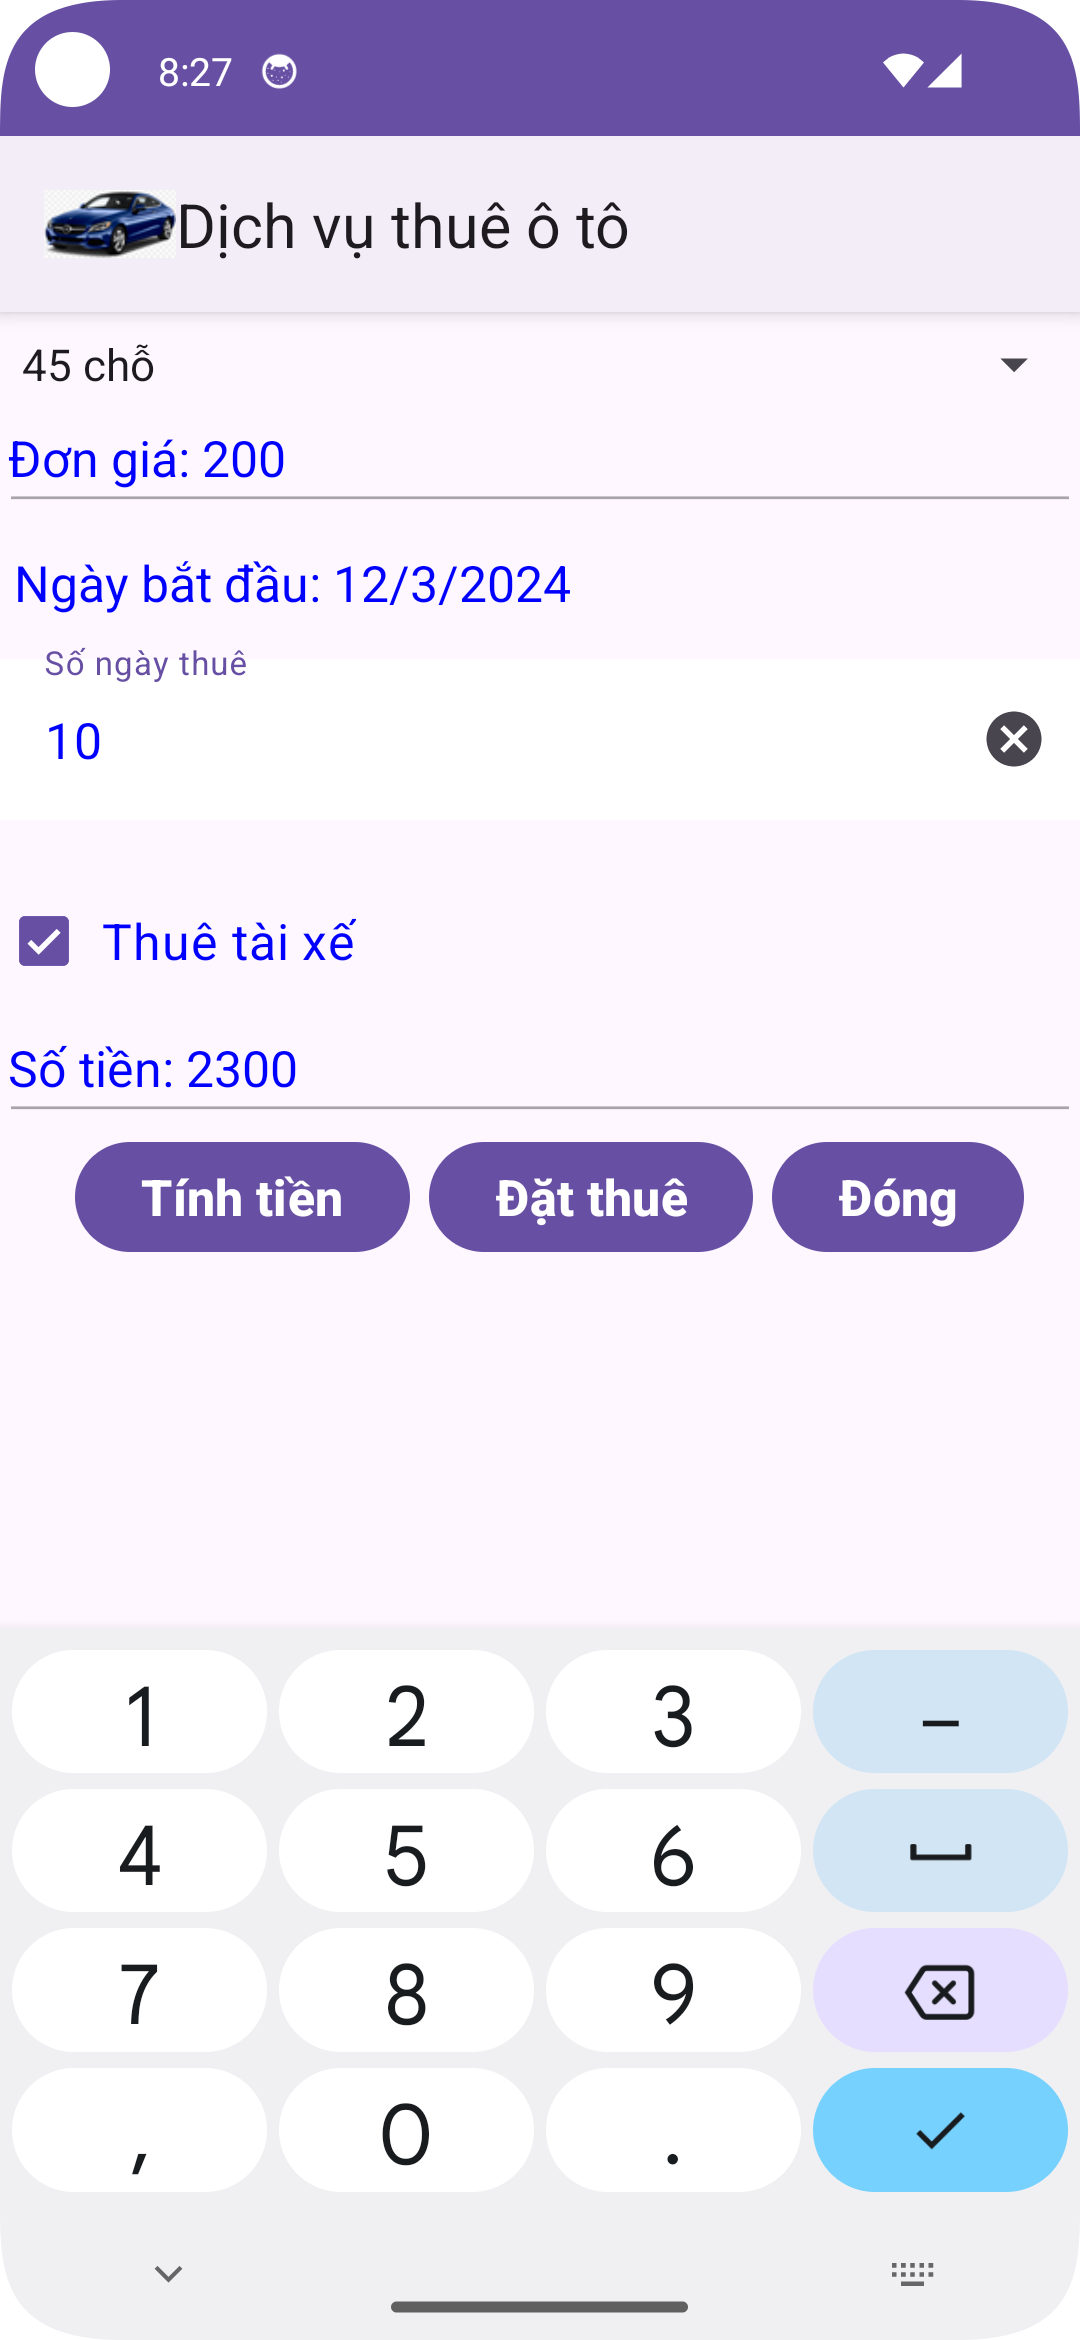 8:27
Dịch vụ thuê ô tô
45 chỗ
Đơn giá: 200
Ngày bắt đầu: 12/3/2024
Số ngày thuê
10
Thuê tài xế
Số tiền: 2300
Tính tiền Đặt thuê Đóng
1 2 3 –
4 5 6
7 8 9
, 0 .